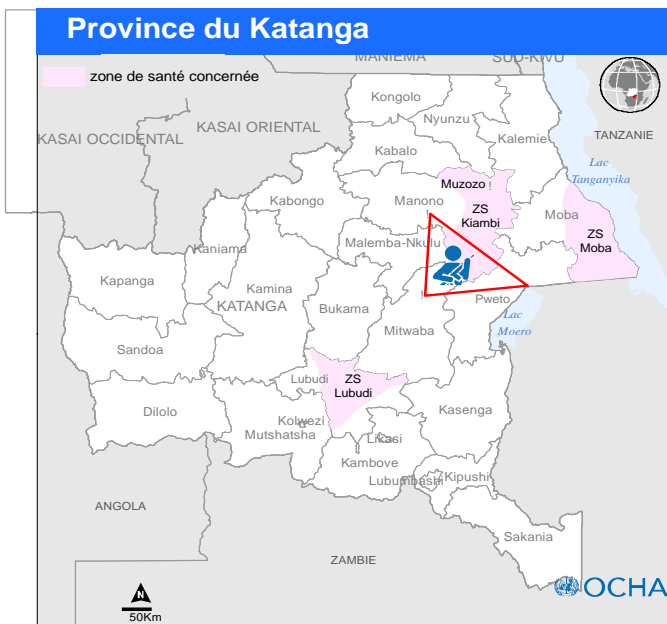 Province du Katanga
MANIEMA
SUD-KIVU
zone de santé concernée
Kongolo
Nyunzu
KASAI ORIENTAL
KASAI OCCIDENTAL
Kalemie
TANZANIE
Kabalo
Lac
Tanganyika
Muzozo !
Kabongo
Manono
!
ZS
Kiambi
Moba
ZS
Moba
Kaniama
Malemba-Nkulu
Kapanga
Kamina
KATANGA
!
Pweto
Bukama
Mitwaba
Lac
Moero
Sandoa
Lubudi
ZS
Lubudi
Dilolo
Kasenga
Kolwezi
Mutshatsha
Likasi
Kambove
Kipushi
Lubumbashi
ANGOLA
Sakania
ZAMBIE
N
50Km
OCHA